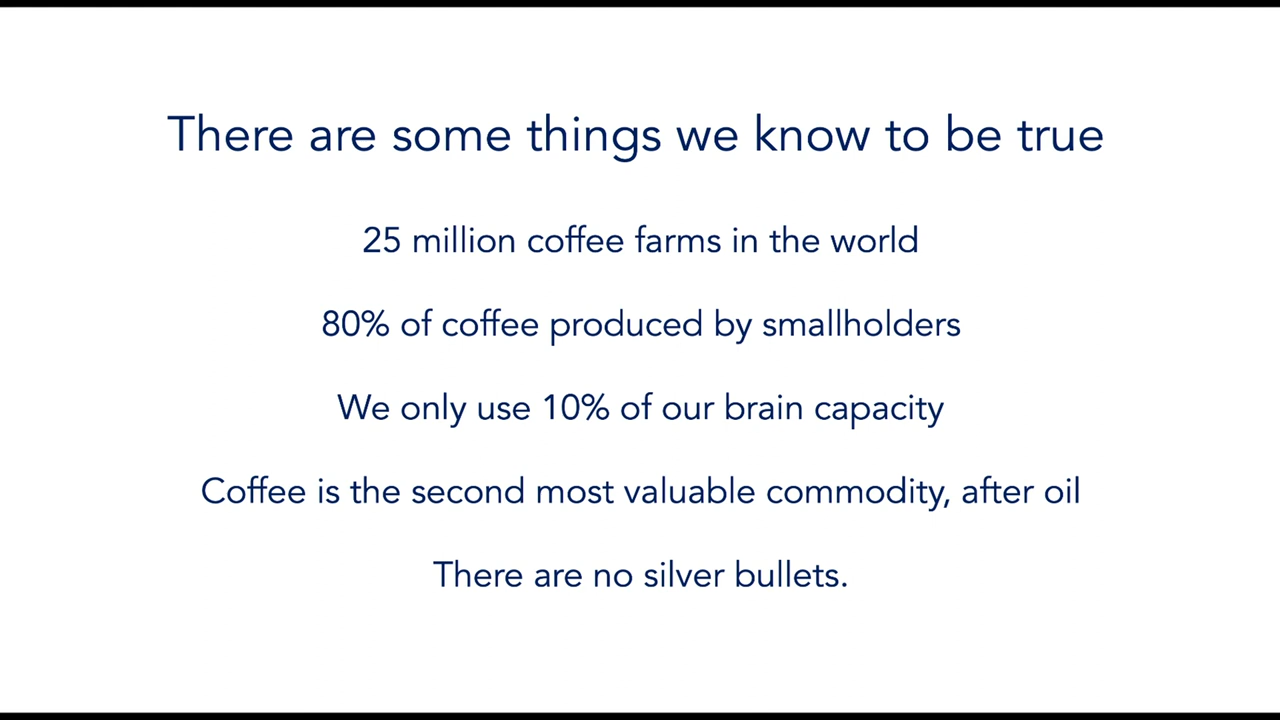 There are some things we know to be true
25 million coffee farms in the world
80% of coffee produced by smallholders
We only use 10% of our brain capacity
Coffee is the second most valuable commodity, after oil
There are no silver bullets.